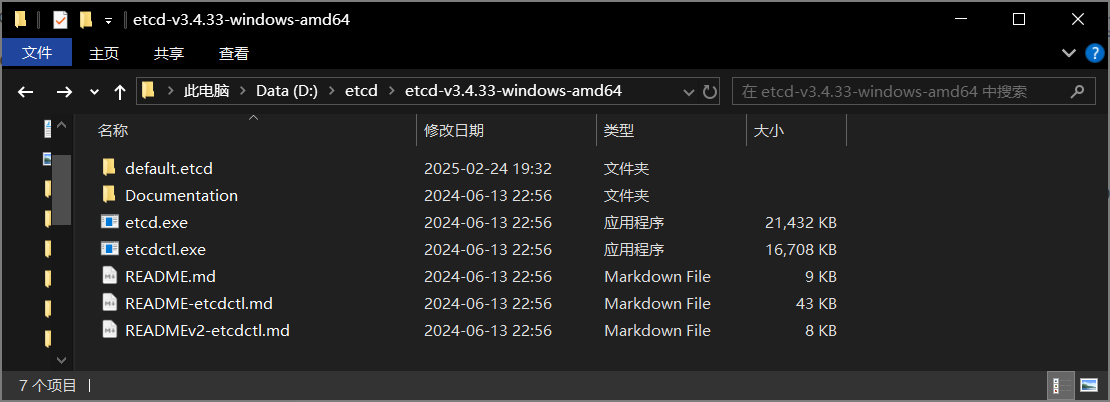 etcd-v3.4.33-windows-amd64
文件 主页 共享 查看 ?
此电脑 Data (D:) etcd etcd-v3.4.33-windows-amd64 在 etcd-v3.4.33-windows-amd64 中搜索
名称 修改日期 类型 大小
default.etcd 2025-02-24 19:32 文件夹
Documentation 2024-06-13 22:56 文件夹
etcd.exe 2024-06-13 22:56 应用程序 21,432 KB
etcdctl.exe 2024-06-13 22:56 应用程序 16,708 KB
README.md 2024-06-13 22:56 Markdown File 9 KB
README-etcdctl.md 2024-06-13 22:56 Markdown File 43 KB
READMEv2-etcdctl.md 2024-06-13 22:56 Markdown File 8 KB
7 个项目